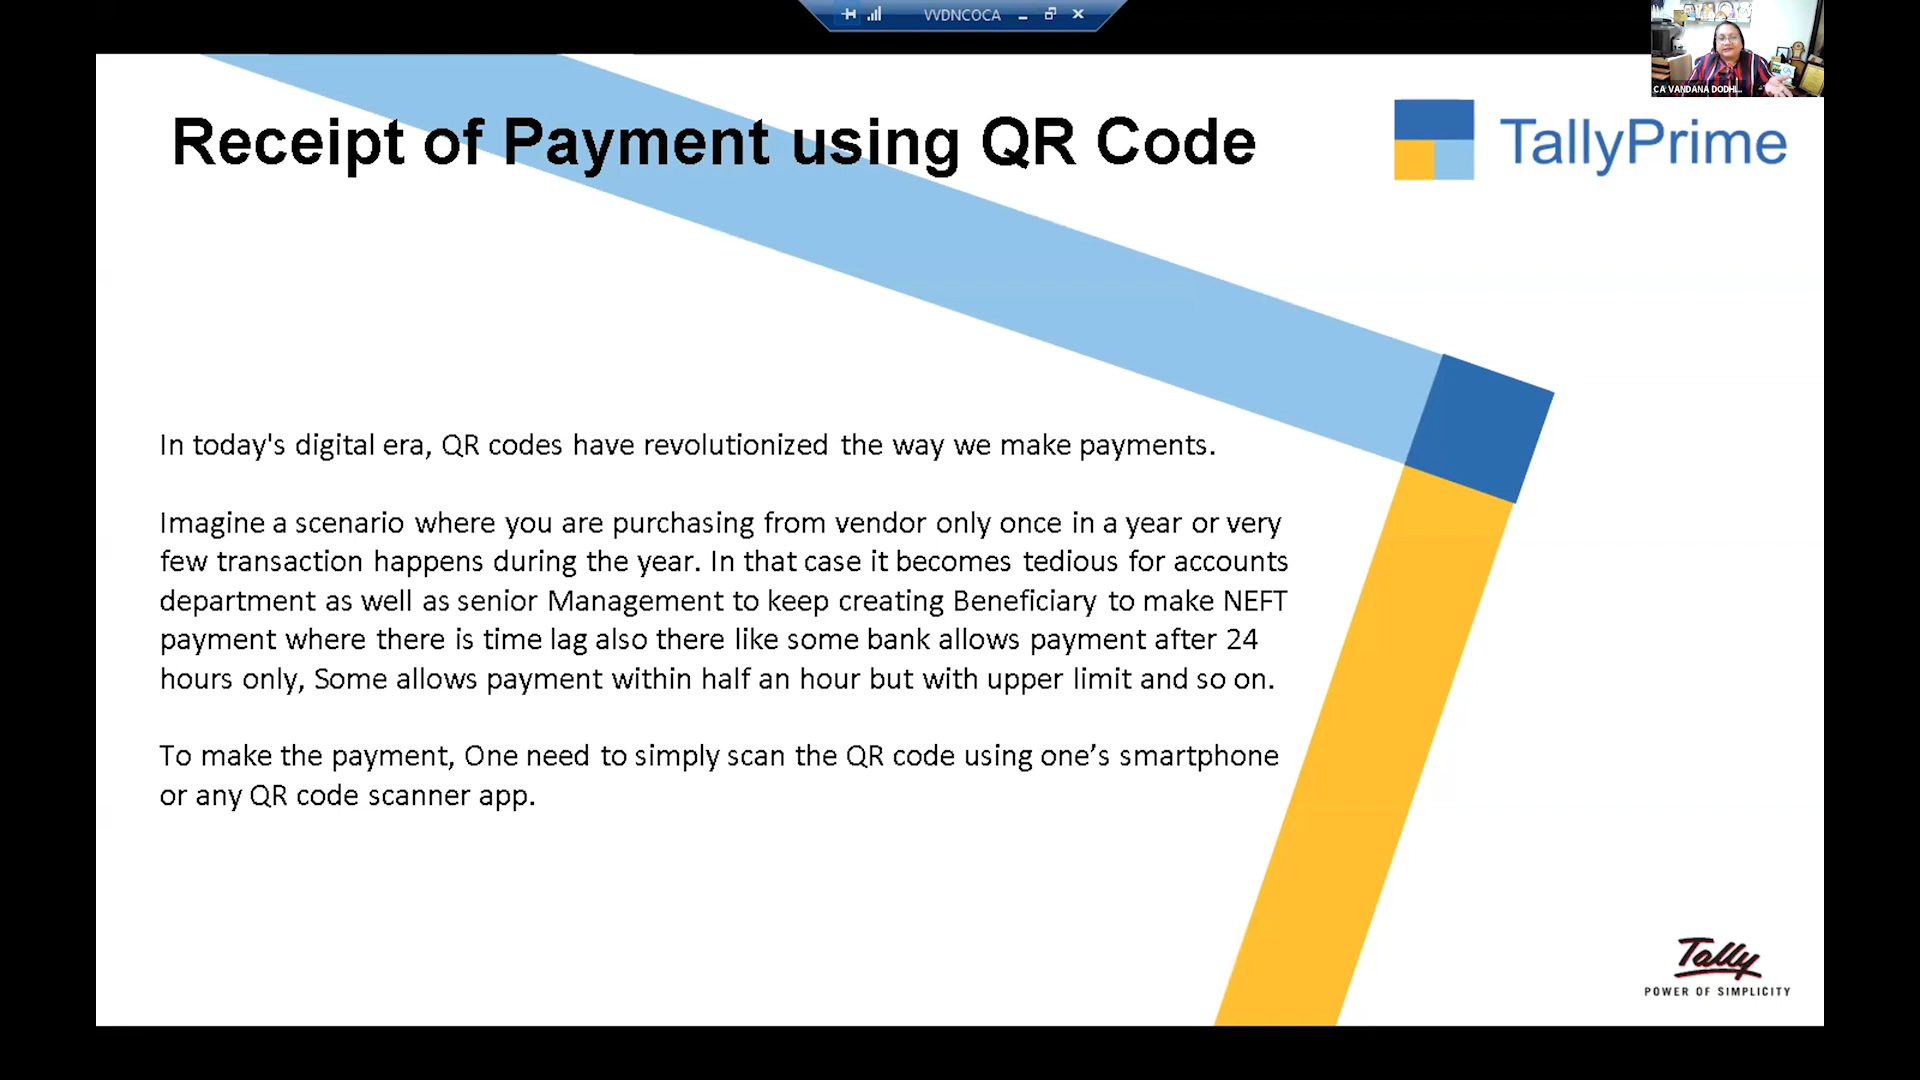 VVDNCOCA
CA VANDANA DODHI...
Receipt of Payment using QR Code
TallyPrime
In today's digital era, QR codes have revolutionized the way we make payments.
Imagine a scenario where you are purchasing from vendor only once in a year or very
few transaction happens during the year. In that case it becomes tedious for accounts
department as well as senior Management to keep creating Beneficiary to make NEFT
payment where there is time lag also there like some bank allows payment after 24
hours only, Some allows payment within half an hour but with upper limit and so on.
To make the payment, One need to simply scan the QR code using one’s smartphone
or any QR code scanner app.
Tally
POWER OF SIMPLICITY